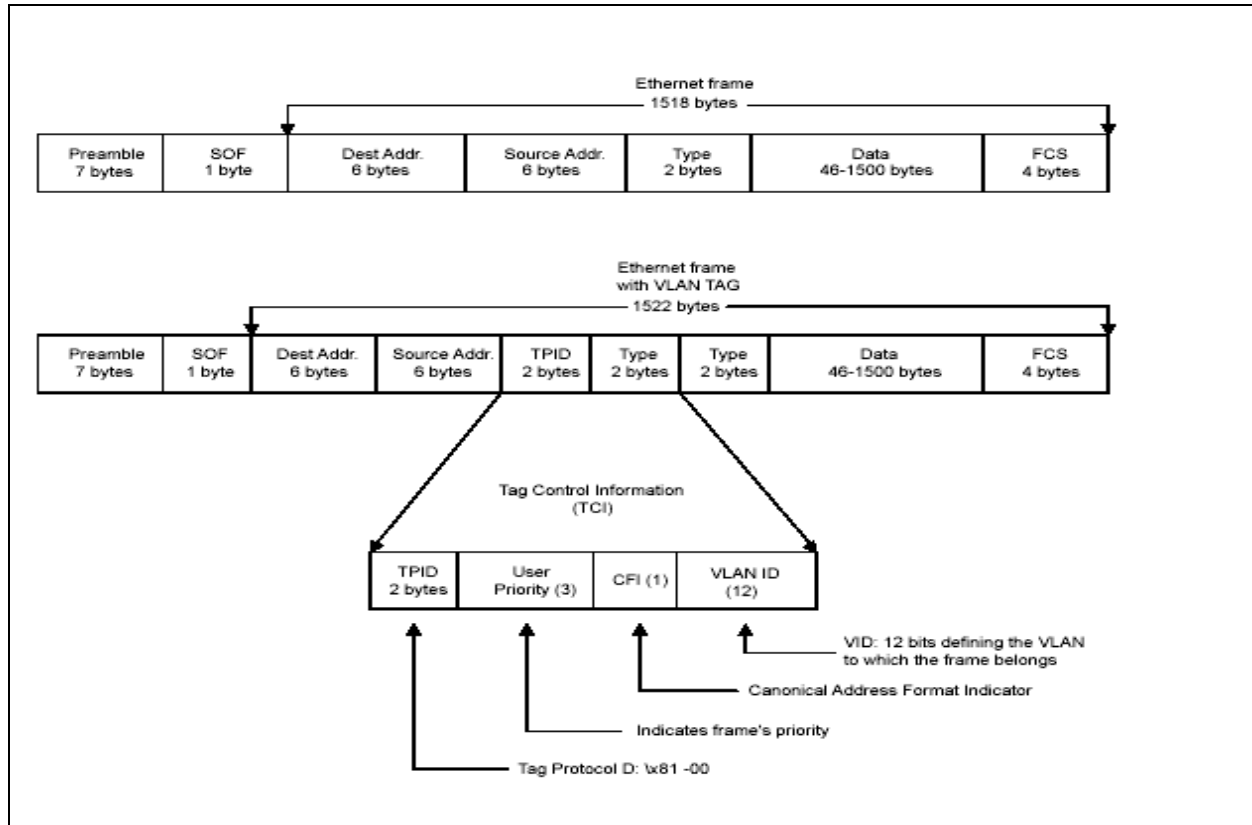 Ethernet frame
1518 bytes
Preamble
7 bytes
SOF
1 byte
Dest Addr.
6 bytes
Source Addr.
6 bytes
Type
2 bytes
Data
46-1500 bytes
FCS
4 bytes
Ethernet frame
with VLAN TAG
1522 bytes
Preamble
7 bytes
SOF
1 byte
Dest Addr.
6 bytes
Source Addr.
6 bytes
TPID
2 bytes
Type
2 bytes
Type
2 bytes
Data
46-1500 bytes
FCS
4 bytes
Tag Control Information
(TCI)
TPID
2 bytes
User
Priority (3)
CFI (1)
VLAN ID
(12)
VID: 12 bits defining the VLAN
to which the frame belongs
Canonical Address Format Indicator
Indicates frame's priority
Tag Protocol D: \x81 -00